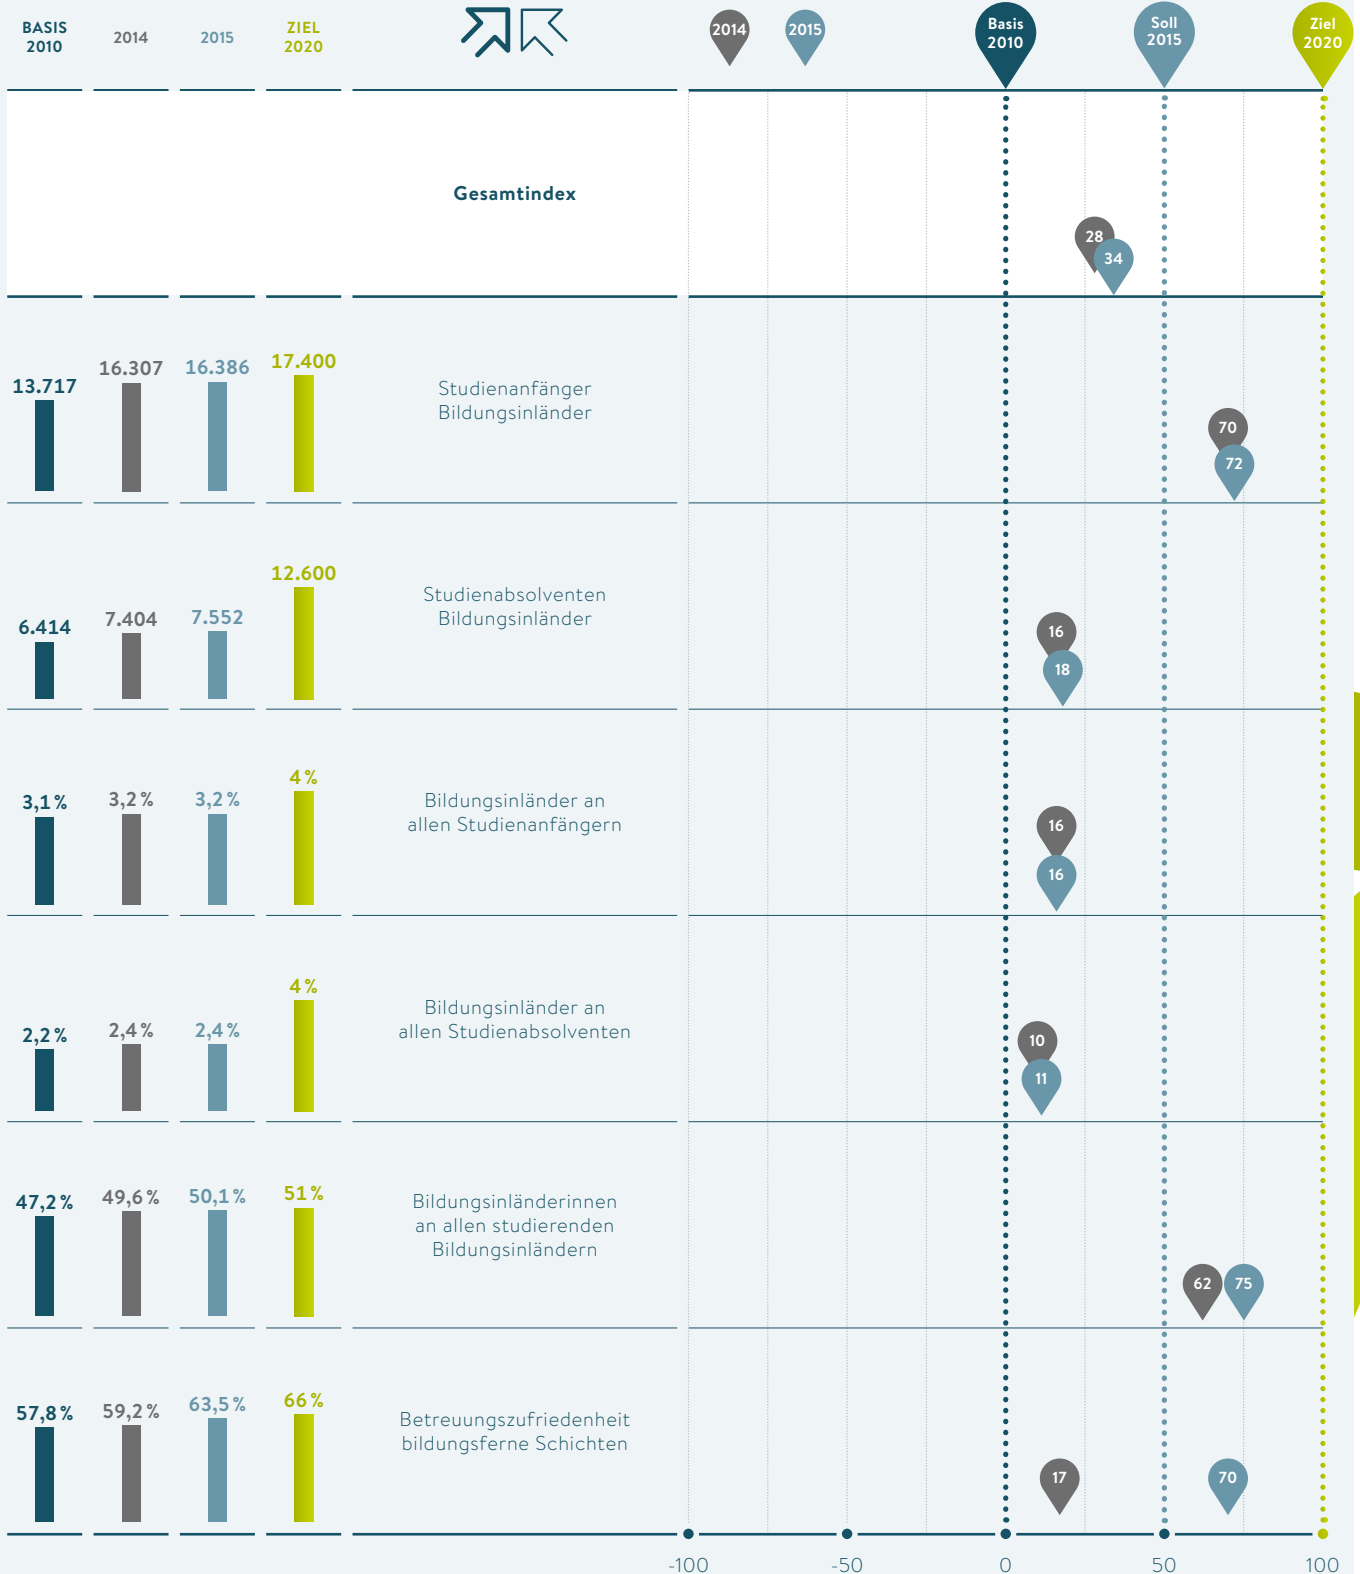 BASIS
2010
2014
2015
ZIEL
2020
2014
2015
Basis
2010
Soll
2015
Ziel
2020
Gesamtindex
28
34
13.717
16.307
16.386
17.400
Studienanfänger
Bildungsinländer
70
72
6.414
7.404
7.552
12.600
Studienabsolventen
Bildungsinländer
16
18
3,1 %
3,2 %
3,2 %
4 %
Bildungsinländer an
allen Studienanfängern
16
16
2,2 %
2,4 %
2,4 %
4 %
Bildungsinländer an
allen Studienabsolventen
10
11
47,2 %
49,6 %
50,1 %
51 %
Bildungsinländerinnen
an allen studierenden
Bildungsinländern
62
75
57,8 %
59,2 %
63,5 %
66 %
Betreuungszufriedenheit
bildungsferne Schichten
17
70
-100
-50
0
50
100